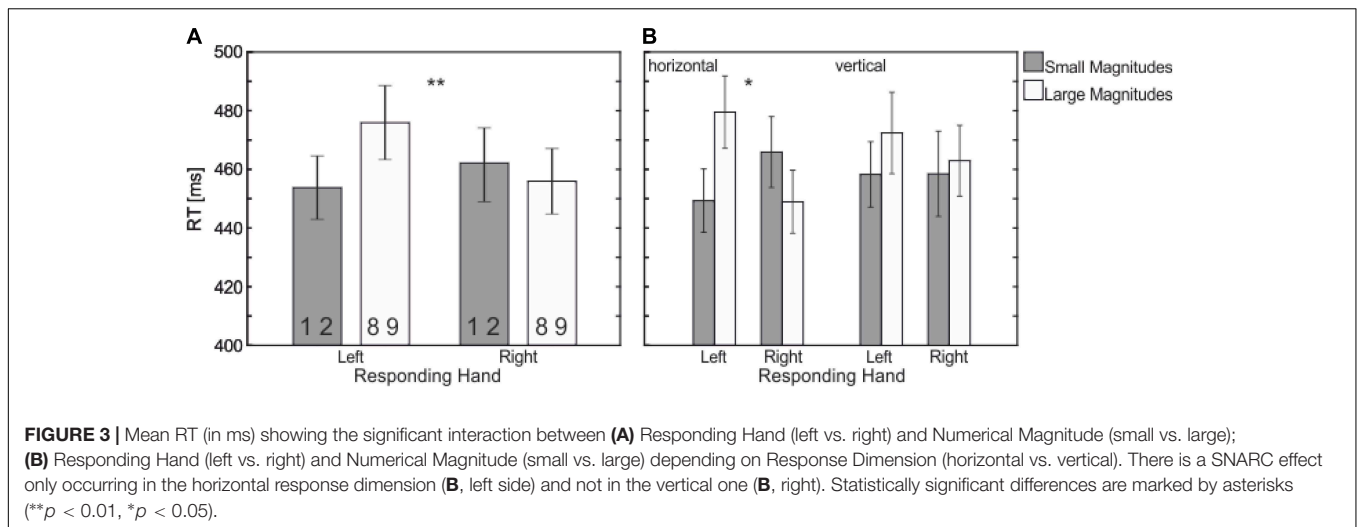 A
B
500
480
460
440
420
400
RT [ms]
**
1 2
8 9
1 2
8 9
Left
Right
Responding Hand
horizontal
*
vertical
Left
Right
Left
Right
Responding Hand
Small Magnitudes
Large Magnitudes
FIGURE 3 | Mean RT (in ms) showing the significant interaction between (A) Responding Hand (left vs. right) and Numerical Magnitude (small vs. large);
(B) Responding Hand (left vs. right) and Numerical Magnitude (small vs. large) depending on Response Dimension (horizontal vs. vertical). There is a SNARC effect
only occurring in the horizontal response dimension (B, left side) and not in the vertical one (B, right). Statistically significant differences are marked by asterisks
(**p < 0.01, *p < 0.05).